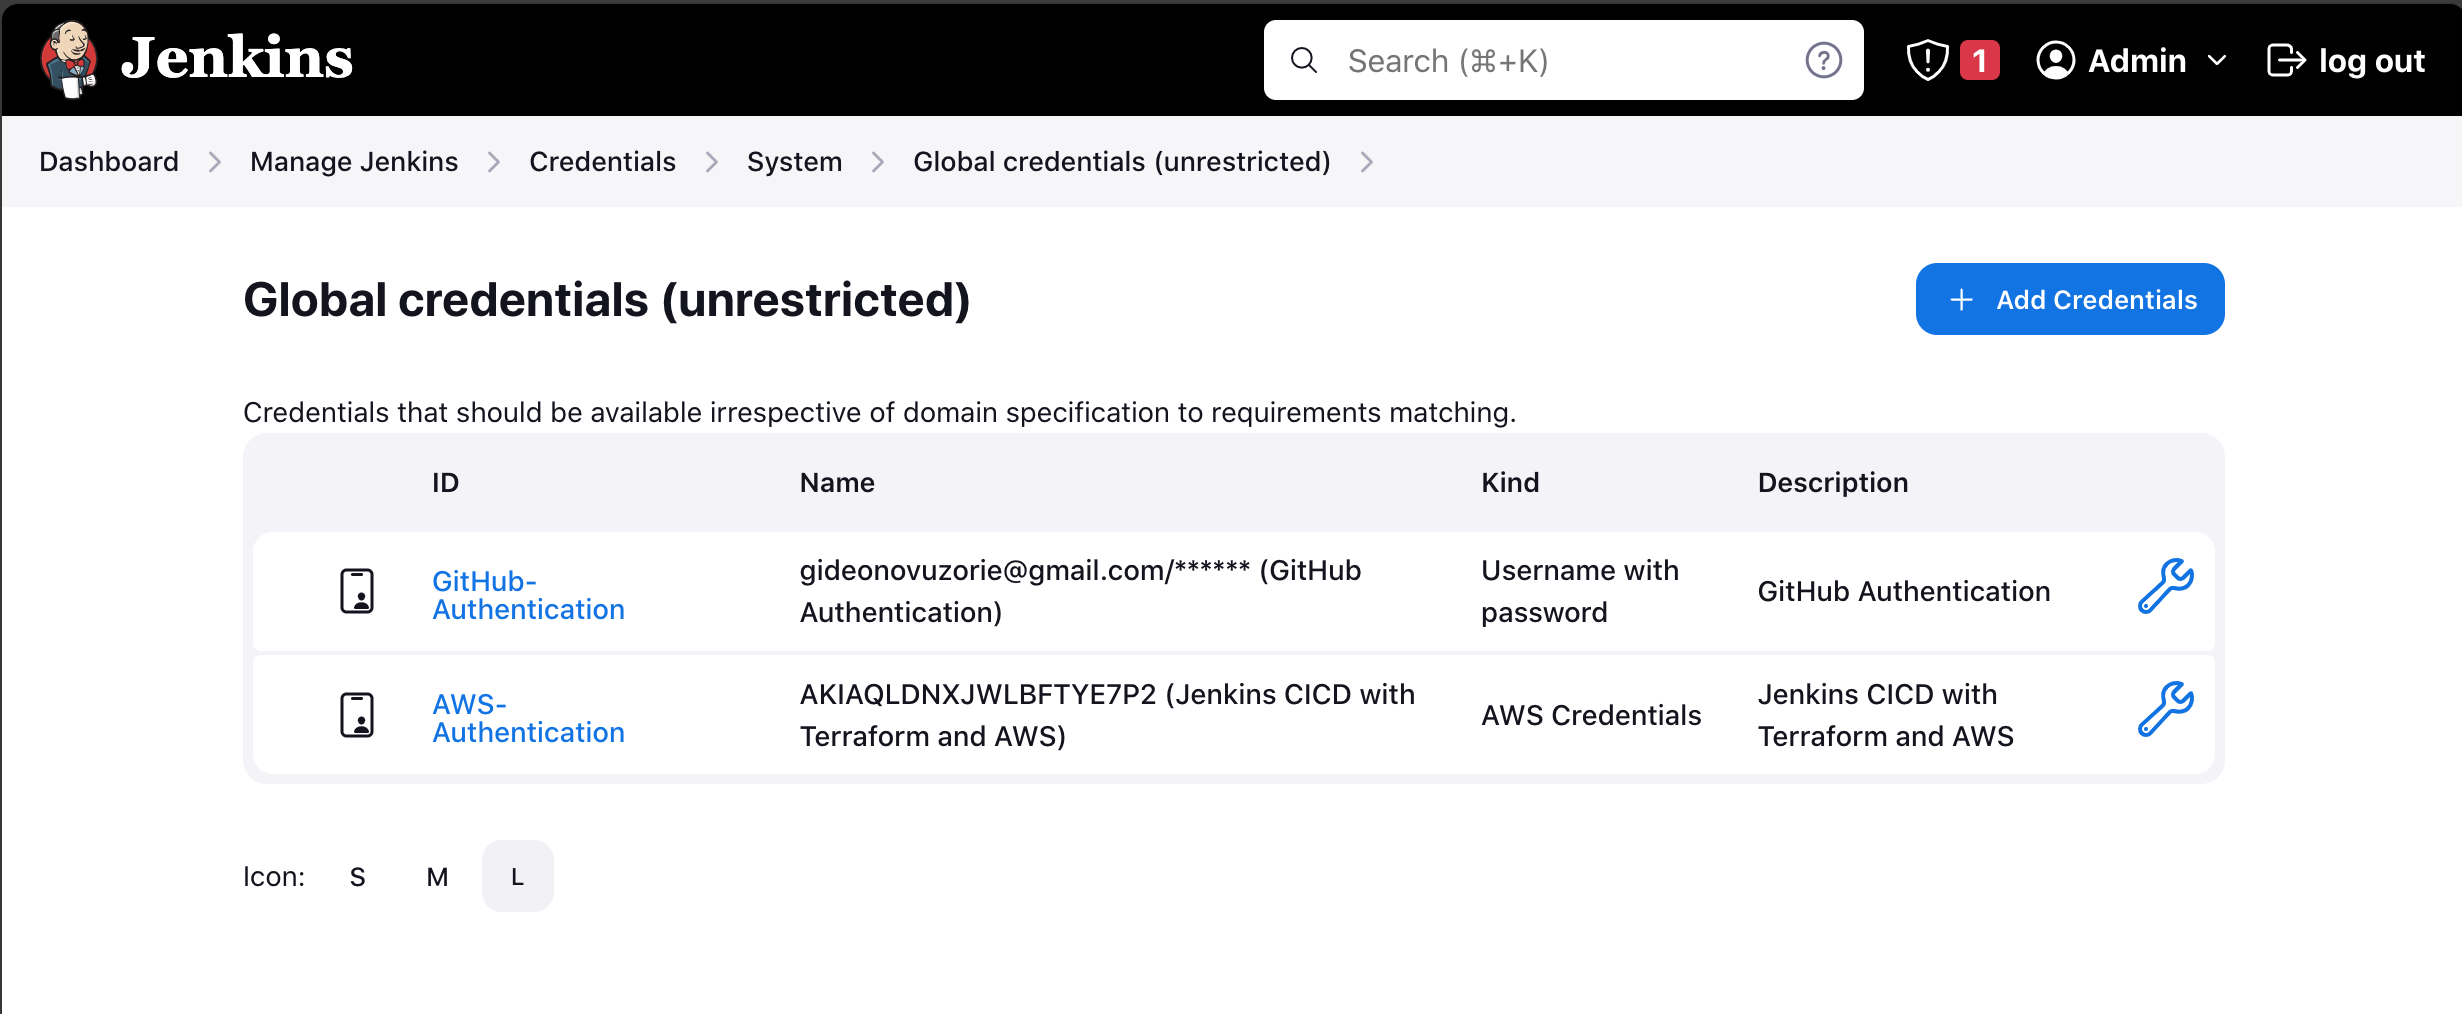 Jenkins
Search (⌘+K)
1
Admin
log out
Dashboard
Manage Jenkins
Credentials
System
Global credentials (unrestricted)
Global credentials (unrestricted)
Add Credentials
Credentials that should be available irrespective of domain specification to requirements matching.
ID
Name
Kind
Description
GitHub-
Authentication
gideonovuzorie@gmail.com/****** (GitHub
Authentication)
Username with
password
GitHub Authentication
AWS-
Authentication
AKIAQLDNXJWLBFTYE7P2 (Jenkins CICD with
Terraform and AWS)
AWS Credentials
Jenkins CICD with
Terraform and AWS
Icon:
S
M
L